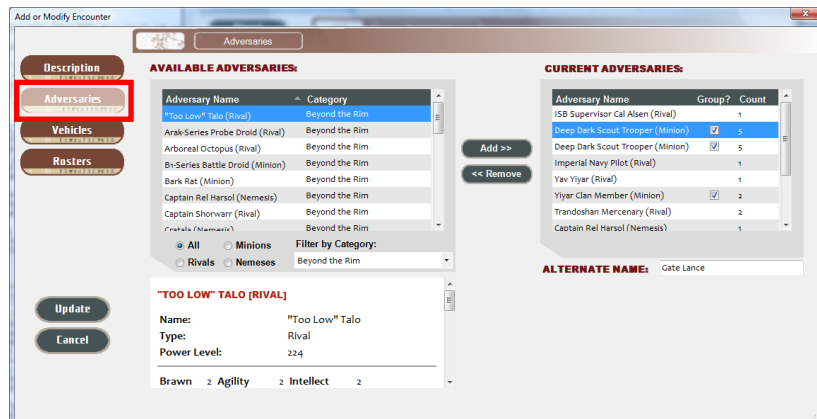 Add or Modify Encounter
Adversaries
Description
Adversaries
Vehicles
Rosters
Update
Cancel
AVAILABLE ADVERSARIES:
Adversary Name Category
"Too Low" Talo (Rival) Beyond the Rim
Arak-Series Probe Droid (Rival) Beyond the Rim
Arboreal Octopus (Rival) Beyond the Rim
B1-Series Battle Droid (Minion) Beyond the Rim
Bark Rat (Minion) Beyond the Rim
Captain Rel Harsol (Nemesis) Beyond the Rim
Captain Shorwarr (Rival) Beyond the Rim
Cratala (Nemesis) Beyond the Rim
All Minions Filter by Category:
Rivals Nemeses Beyond the Rim
"TOO LOW" TALO [RIVAL]
Name: "Too Low" Talo
Type: Rival
Power Level: 224
Brawn 2 Agility 2 Intellect 2
Add >>
<< Remove
CURRENT ADVERSARIES:
Adversary Name Group? Count
ISB Supervisor Cal Alsen (Rival) 1
Deep Dark Scout Trooper (Minion) 5
Deep Dark Scout Trooper (Minion) 5
Imperial Navy Pilot (Rival) 1
Yav Yiyar (Rival) 1
Yiyar Clan Member (Minion) 2
Trandoshan Mercenary (Rival) 2
Captain Rel Harsol (Nemesis) 1
ALTERNATE NAME: Gate Lance